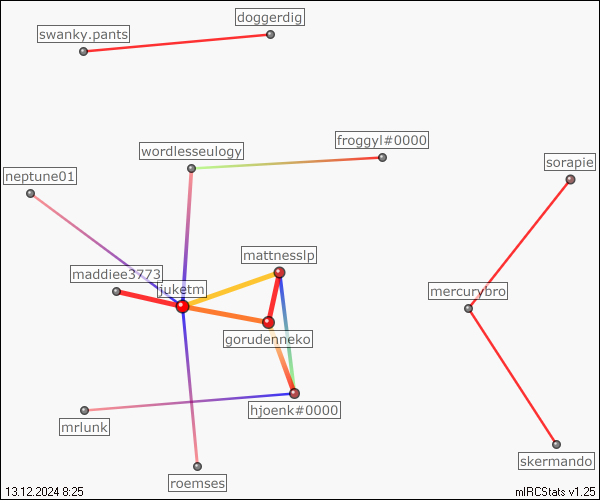 doggerdig
swanky.pants
froggyl#0000
wordlesseulogy
sorapie
neptune01
mattnesslp
maddiee3773
juketm
mercurybro
gorudenneko
hjoenk#0000
mrlunk
skermando
roemses
13.12.2024 8:25
mIRCStats v1.25